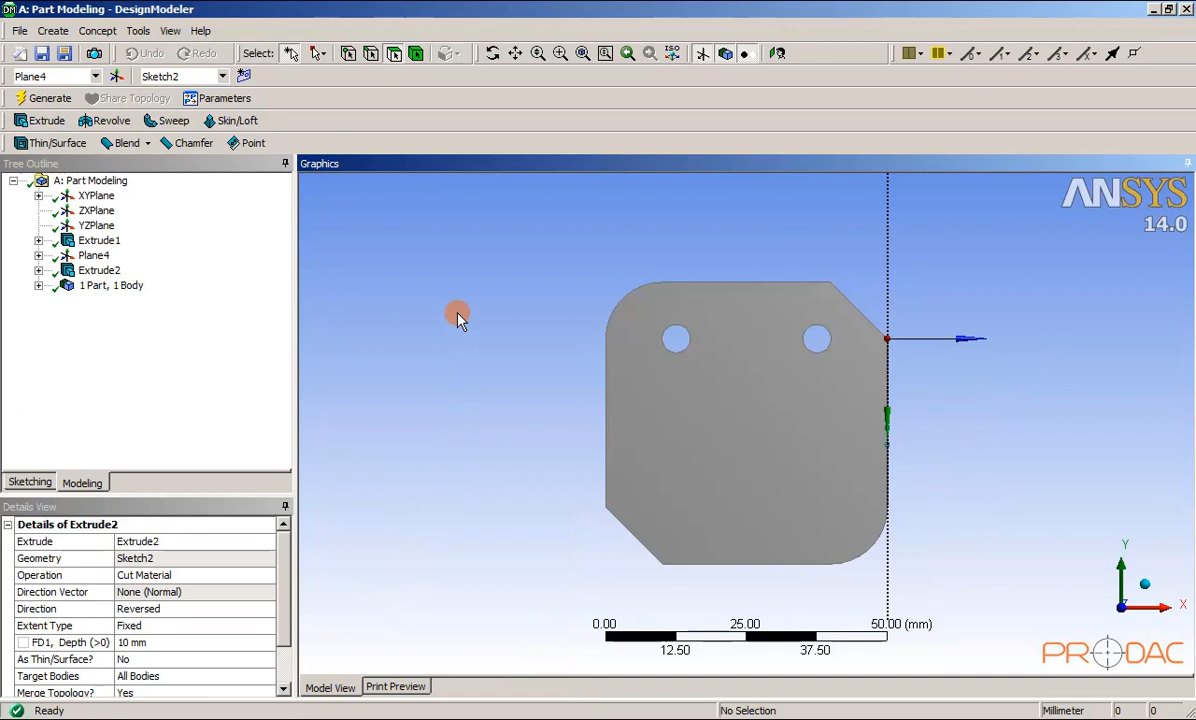 A: Part Modeling - DesignModeler
File Create Concept Tools View Help
Undo Redo Select: ISO
Plane4 Sketch2
Generate Share Topology Parameters
Extrude Revolve Sweep Skin/Loft
Thin/Surface Blend Chamfer Point
Tree Outline
A: Part Modeling
XYPlane
ZXPlane
YZPlane
Extrude1
Plane4
Extrude2
1 Part, 1 Body
Sketching Modeling
Details View
Details of Extrude2
Extrude Extrude2
Geometry Sketch2
Operation Cut Material
Direction Vector None (Normal)
Direction Reversed
Extent Type Fixed
FD1, Depth (>0) 10 mm
As Thin/Surface? No
Target Bodies All Bodies
Merge Topology? Yes
Graphics
ANSYS
14.0
0.00 25.00 50.00 (mm)
12.50 37.50
Y
X
Z
PRODAC
Model View Print Preview
Ready No Selection Millimeter 0 0